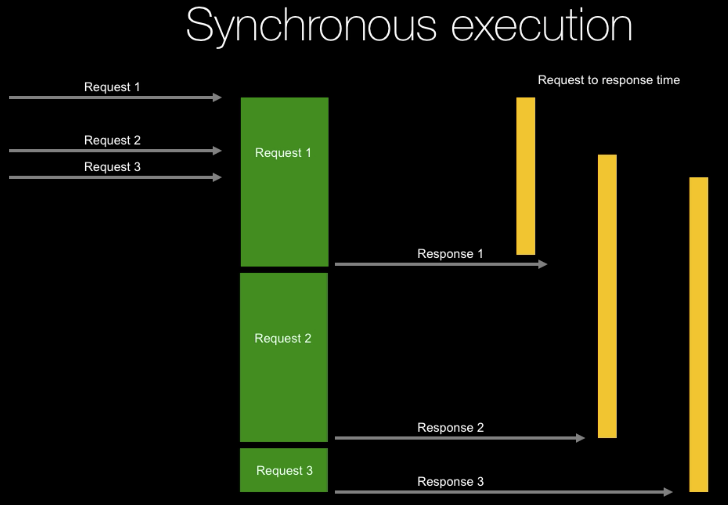 Synchronous execution
Request 1
Request to response time
Request 2
Request 3
Request 1
Response 1
Request 2
Response 2
Request 3
Response 3